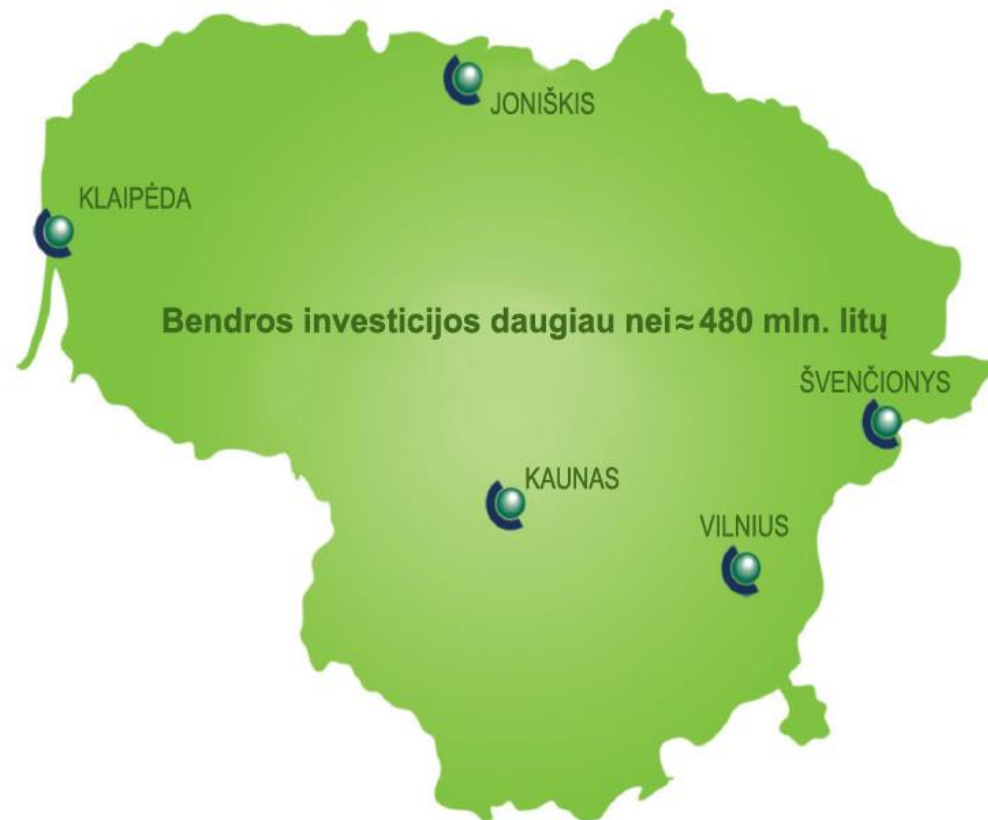 JONIŠKIS
KLAIPĖDA
Bendros investicijos daugiau nei ≈ 480 mln. litų
ŠVENČIONYS
KAUNAS
VILNIUS